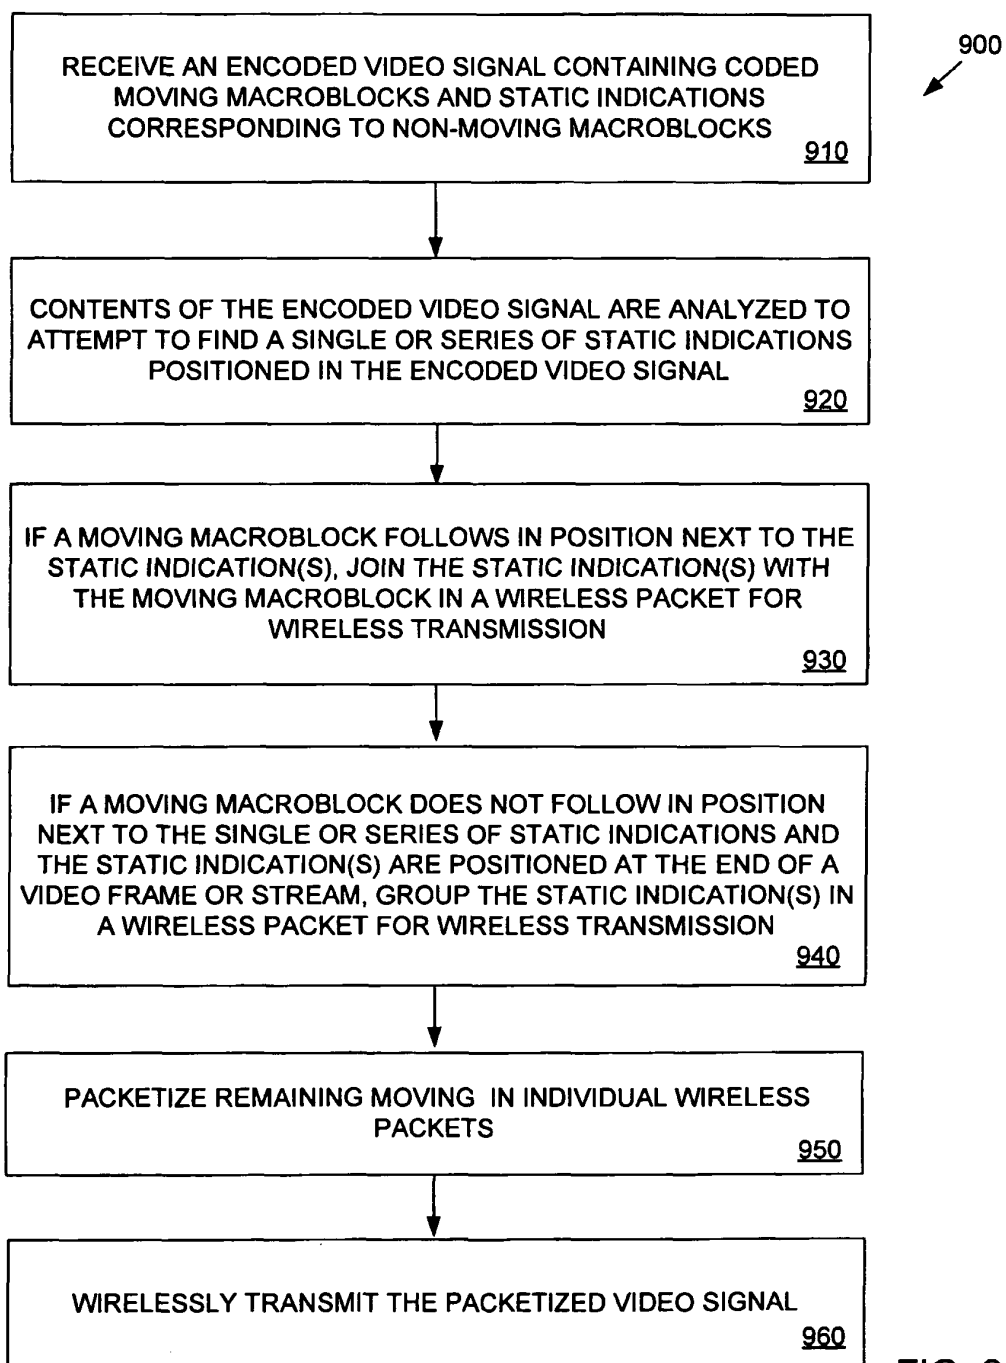 900
RECEIVE AN ENCODED VIDEO SIGNAL CONTAINING CODED
MOVING MACROBLOCKS AND STATIC INDICATIONS
CORRESPONDING TO NON-MOVING MACROBLOCKS
910
CONTENTS OF THE ENCODED VIDEO SIGNAL ARE ANALYZED TO
ATTEMPT TO FIND A SINGLE OR SERIES OF STATIC INDICATIONS
POSITIONED IN THE ENCODED VIDEO SIGNAL
920
IF A MOVING MACROBLOCK FOLLOWS IN POSITION NEXT TO THE
STATIC INDICATION(S), JOIN THE STATIC INDICATION(S) WITH
THE MOVING MACROBLOCK IN A WIRELESS PACKET FOR
WIRELESS TRANSMISSION
930
IF A MOVING MACROBLOCK DOES NOT FOLLOW IN POSITION
NEXT TO THE SINGLE OR SERIES OF STATIC INDICATIONS AND
THE STATIC INDICATION(S) ARE POSITIONED AT THE END OF A
VIDEO FRAME OR STREAM, GROUP THE STATIC INDICATION(S) IN
A WIRELESS PACKET FOR WIRELESS TRANSMISSION
940
PACKETIZE REMAINING MOVING IN INDIVIDUAL WIRELESS
PACKETS
950
WIRELESSLY TRANSMIT THE PACKETIZED VIDEO SIGNAL
960